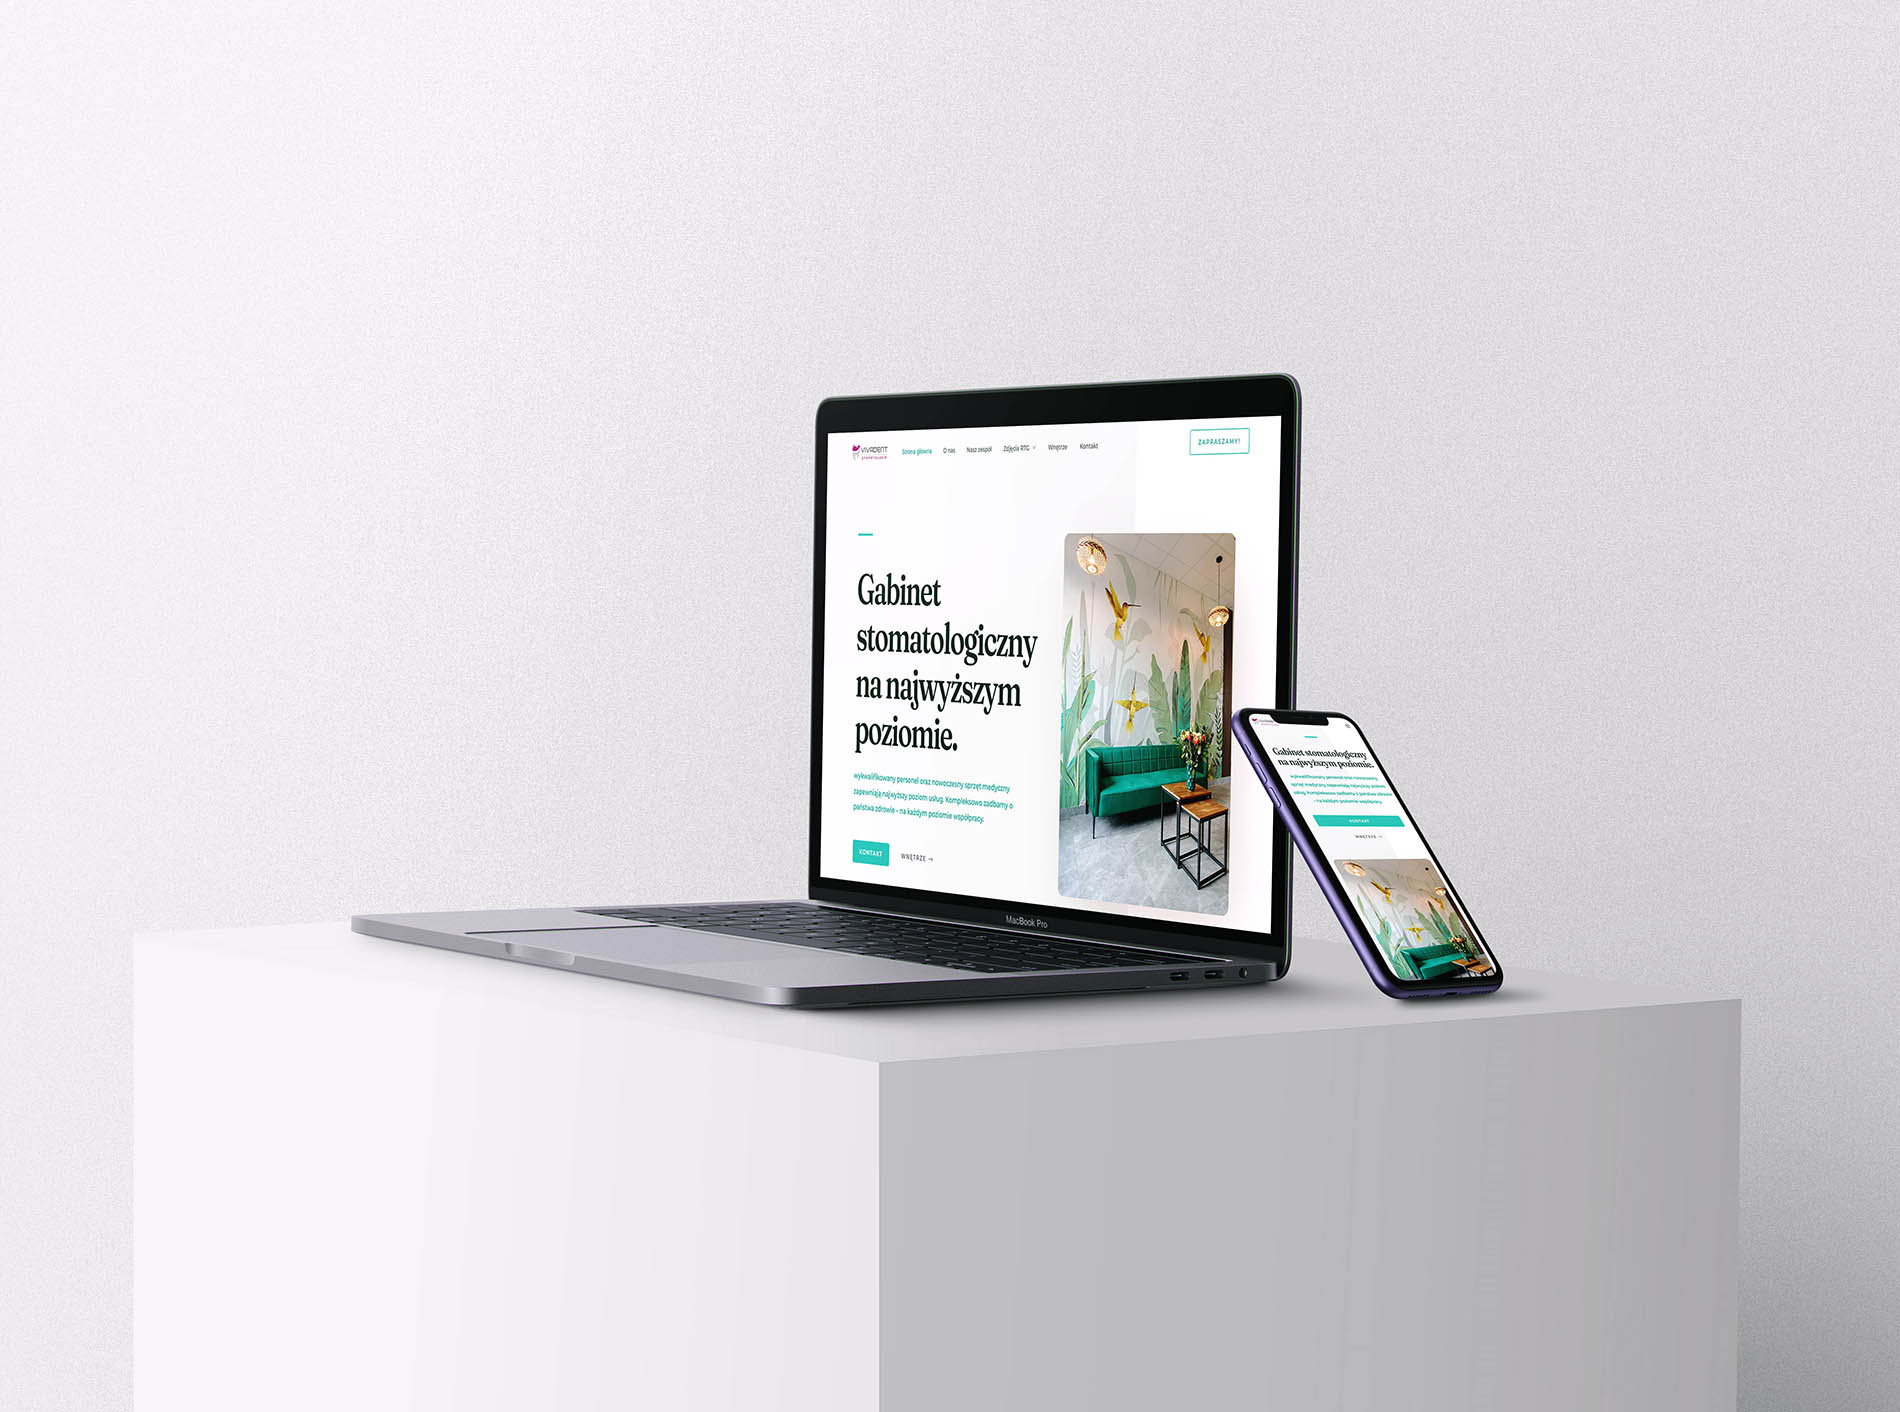 VIVADENT
Strona główna O nas Nasz zespół Zdjęcia RTG Wnętrze Kontakt
ZAPRASZAMY!
Gabinet
stomatologiczny
na najwyższym
poziomie.
wykwalifikowany personel oraz nowoczesny sprzęt medyczny
zapewniają najwyższy poziom usług. Kompleksowo zadbamy o
państwa zdrowie – na każdym poziomie współpracy.
KONTAKT WNĘTRZE →
MacBook Pro
Gabinet stomatologiczny
na najwyższym poziomie.
wykwalifikowany personel oraz nowoczesny
sprzęt medyczny zapewniają najwyższy poziom
usług. Kompleksowo zadbamy o państwa zdrowie
– na każdym poziomie współpracy.
KONTAKT
WNĘTRZE →